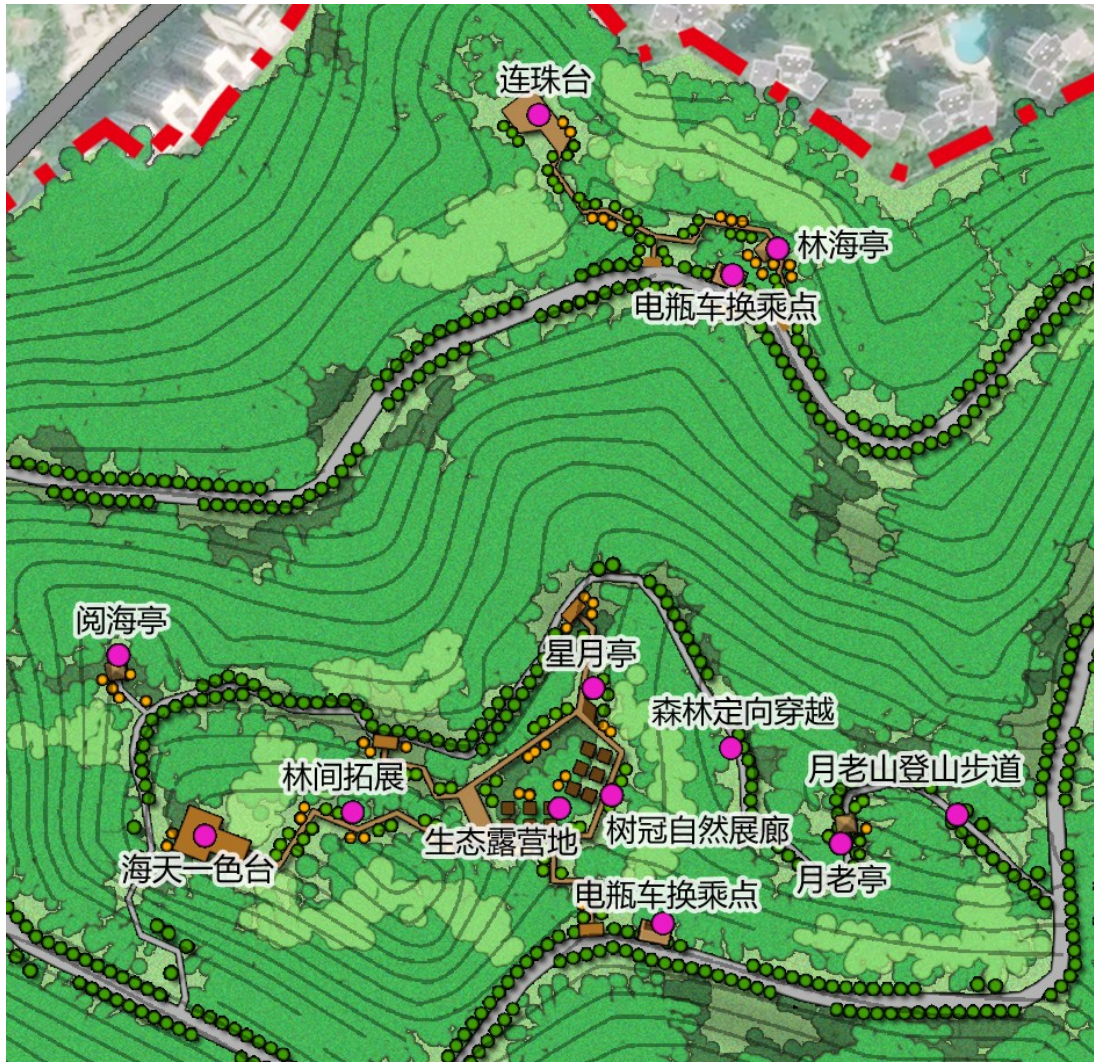 连珠台
林海亭
电瓶车换乘点
阅海亭
星月亭
森林定向穿越
月老山登山步道
林间拓展
生态露营地
树冠自然展廊
海天一色台
月老亭
电瓶车换乘点